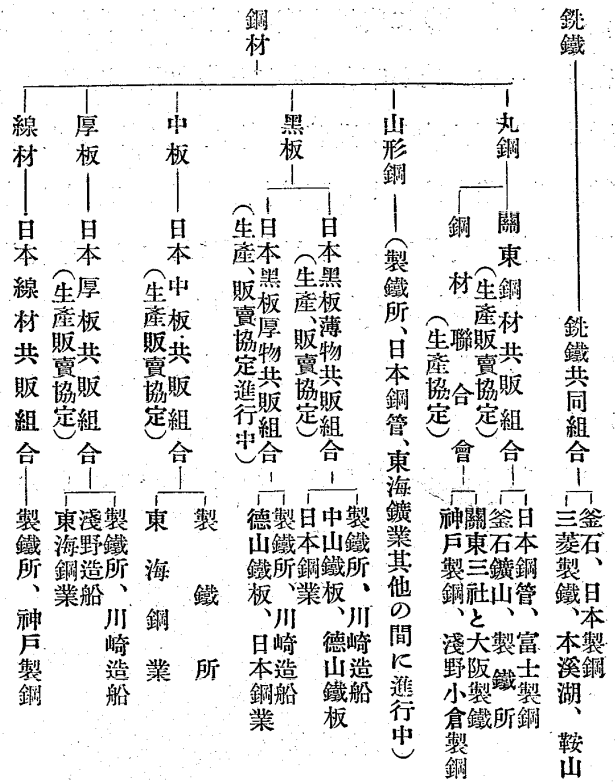 銑鐵
銑鐵共同組合
釜石、日本製鋼
三菱製鐵、本溪湖、鞍山
鋼材
丸鋼
關東鋼材共販組合
（生產販賣協定）
日本鋼管、富士製鋼
釜石鑛山、製鐵所
鋼材聯合會
（生產協定）
關東三社と大阪製鐵
神戸製鋼、淺野小倉製鋼
山形鋼
（製鐵所、日本鋼管、東海鑛業其他の間に進行中）
黑板
日本黑板薄物共販組合
（生產、販賣協定）
製鐵所、川崎造船
中山鐵板、德山鐵板
日本鋼業
日本黑板厚物共販組合
（生產、販賣協定進行中）
製鐵所、川崎造船
德山鐵板、日本鋼業
中板
日本中板共販組合
（生產販賣協定）
製鐵所
東海鋼業
厚板
日本厚板共販組合
（生產販賣協定）
製鐵所、川崎造船
淺野造船
東海鋼業
線材
日本線材共販組合
製鐵所、神戸製鋼